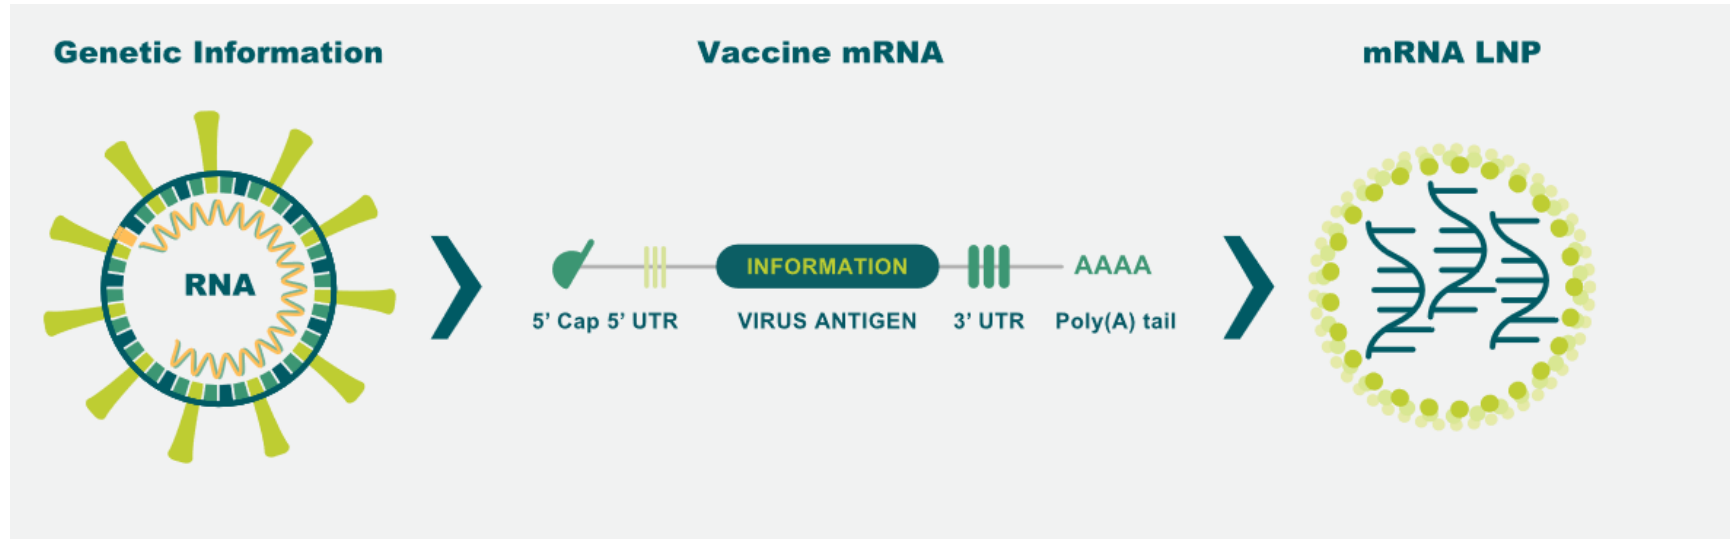 Genetic Information
Vaccine mRNA
mRNA LNP
RNA
INFORMATION
AAAA
5’ Cap 5’ UTR
VIRUS ANTIGEN
3’ UTR
Poly(A) tail